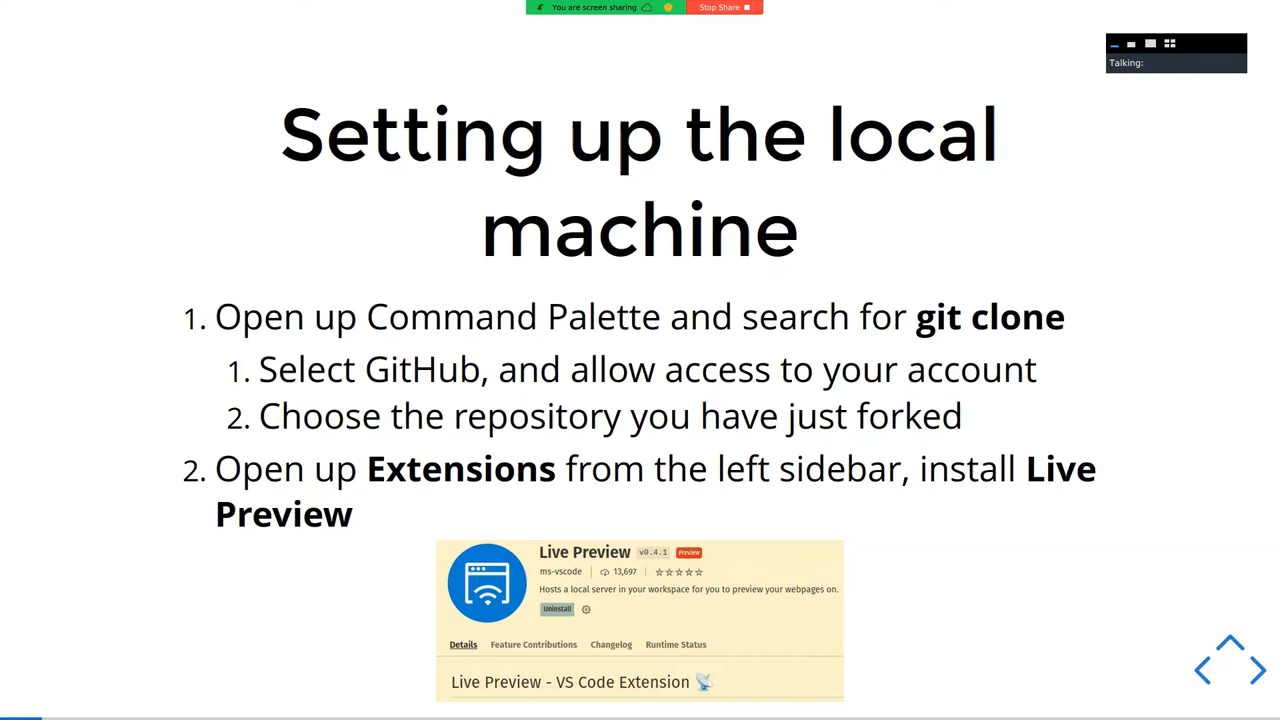 You are screen sharing
Stop Share
Talking:
Setting up the local
machine
1. Open up Command Palette and search for git clone
1. Select GitHub, and allow access to your account
2. Choose the repository you have just forked
2. Open up Extensions from the left sidebar, install Live
Preview
Live Preview v0.4.1 Preview
ms-vscode 13,697
Hosts a local server in your workspace for you to preview your webpages on.
Uninstall
Details Feature Contributions Changelog Runtime Status
Live Preview - VS Code Extension 📡